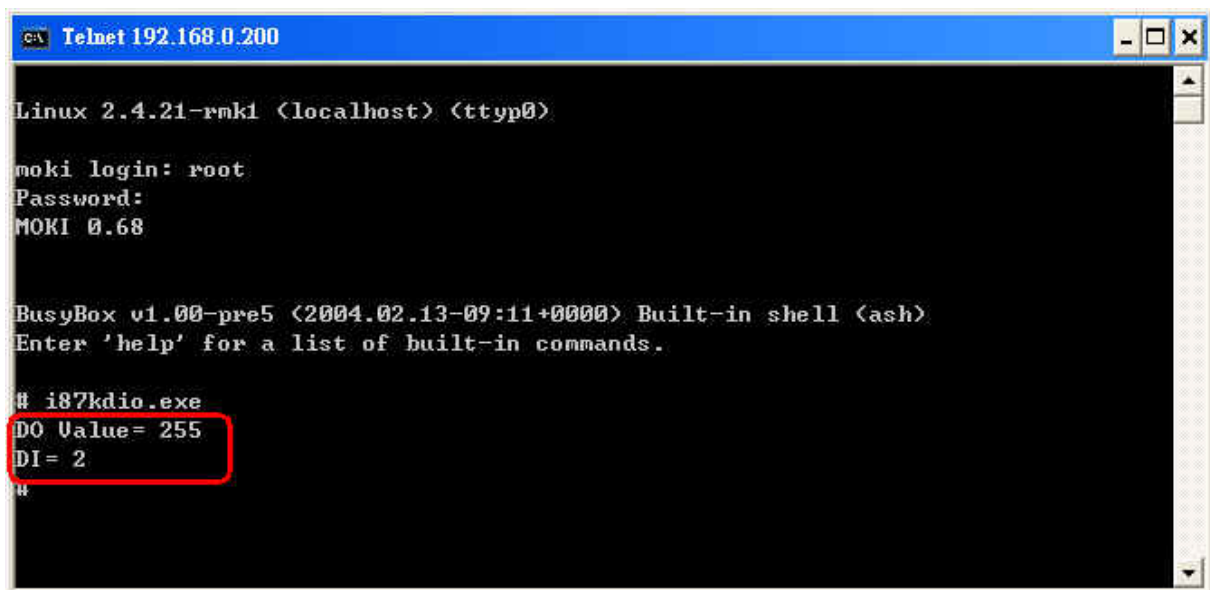 Telnet 192.168.0.200
Linux 2.4.21-rmk1 (localhost) (ttyp0)
moki login: root
Password:
MOKI 0.68
BusyBox v1.00-pre5 (2004.02.13-09:11+0000) Built-in shell (ash)
Enter 'help' for a list of built-in commands.
# i87kdio.exe
DO Value= 255
DI= 2
#